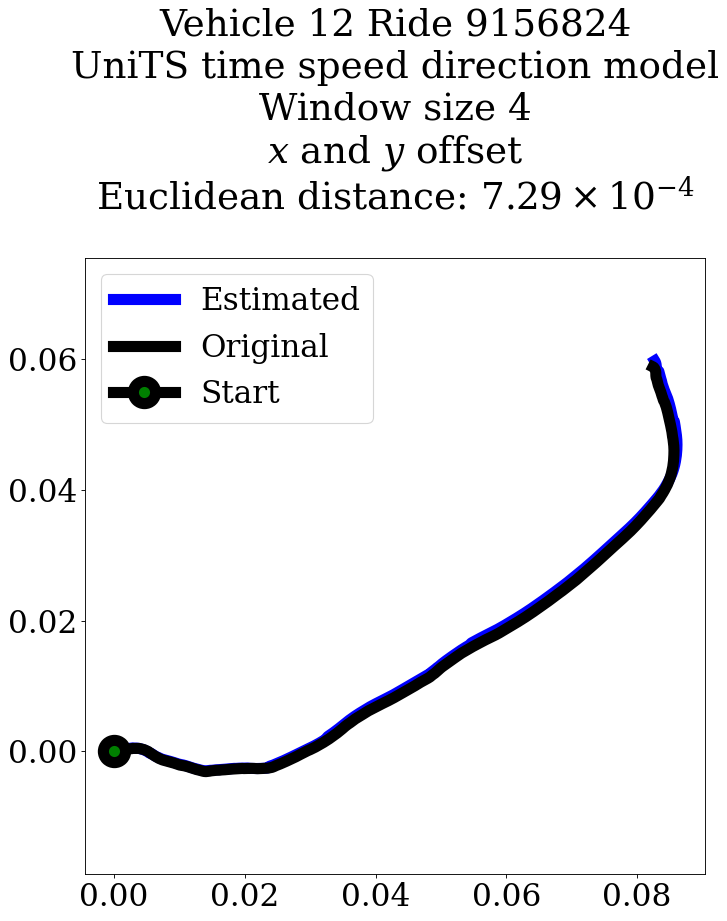 Vehicle 12 Ride 9156824
UniTS time speed direction model
Window size 4
x and y offset
Euclidean distance: 7.29 × 10⁻⁴
Estimated
Original
Start
0.06
0.04
0.02
0.00
0.00 0.02 0.04 0.06 0.08